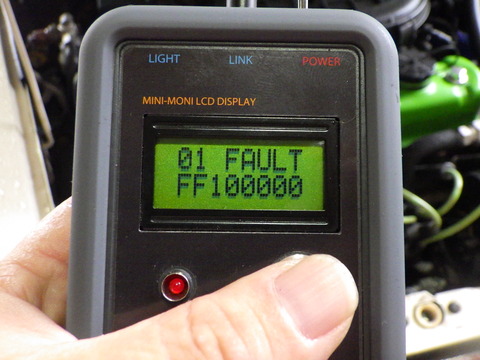 LIGHT LINK POWER
MINI-MONI LCD DISPLAY
01 FAULT
FF100000